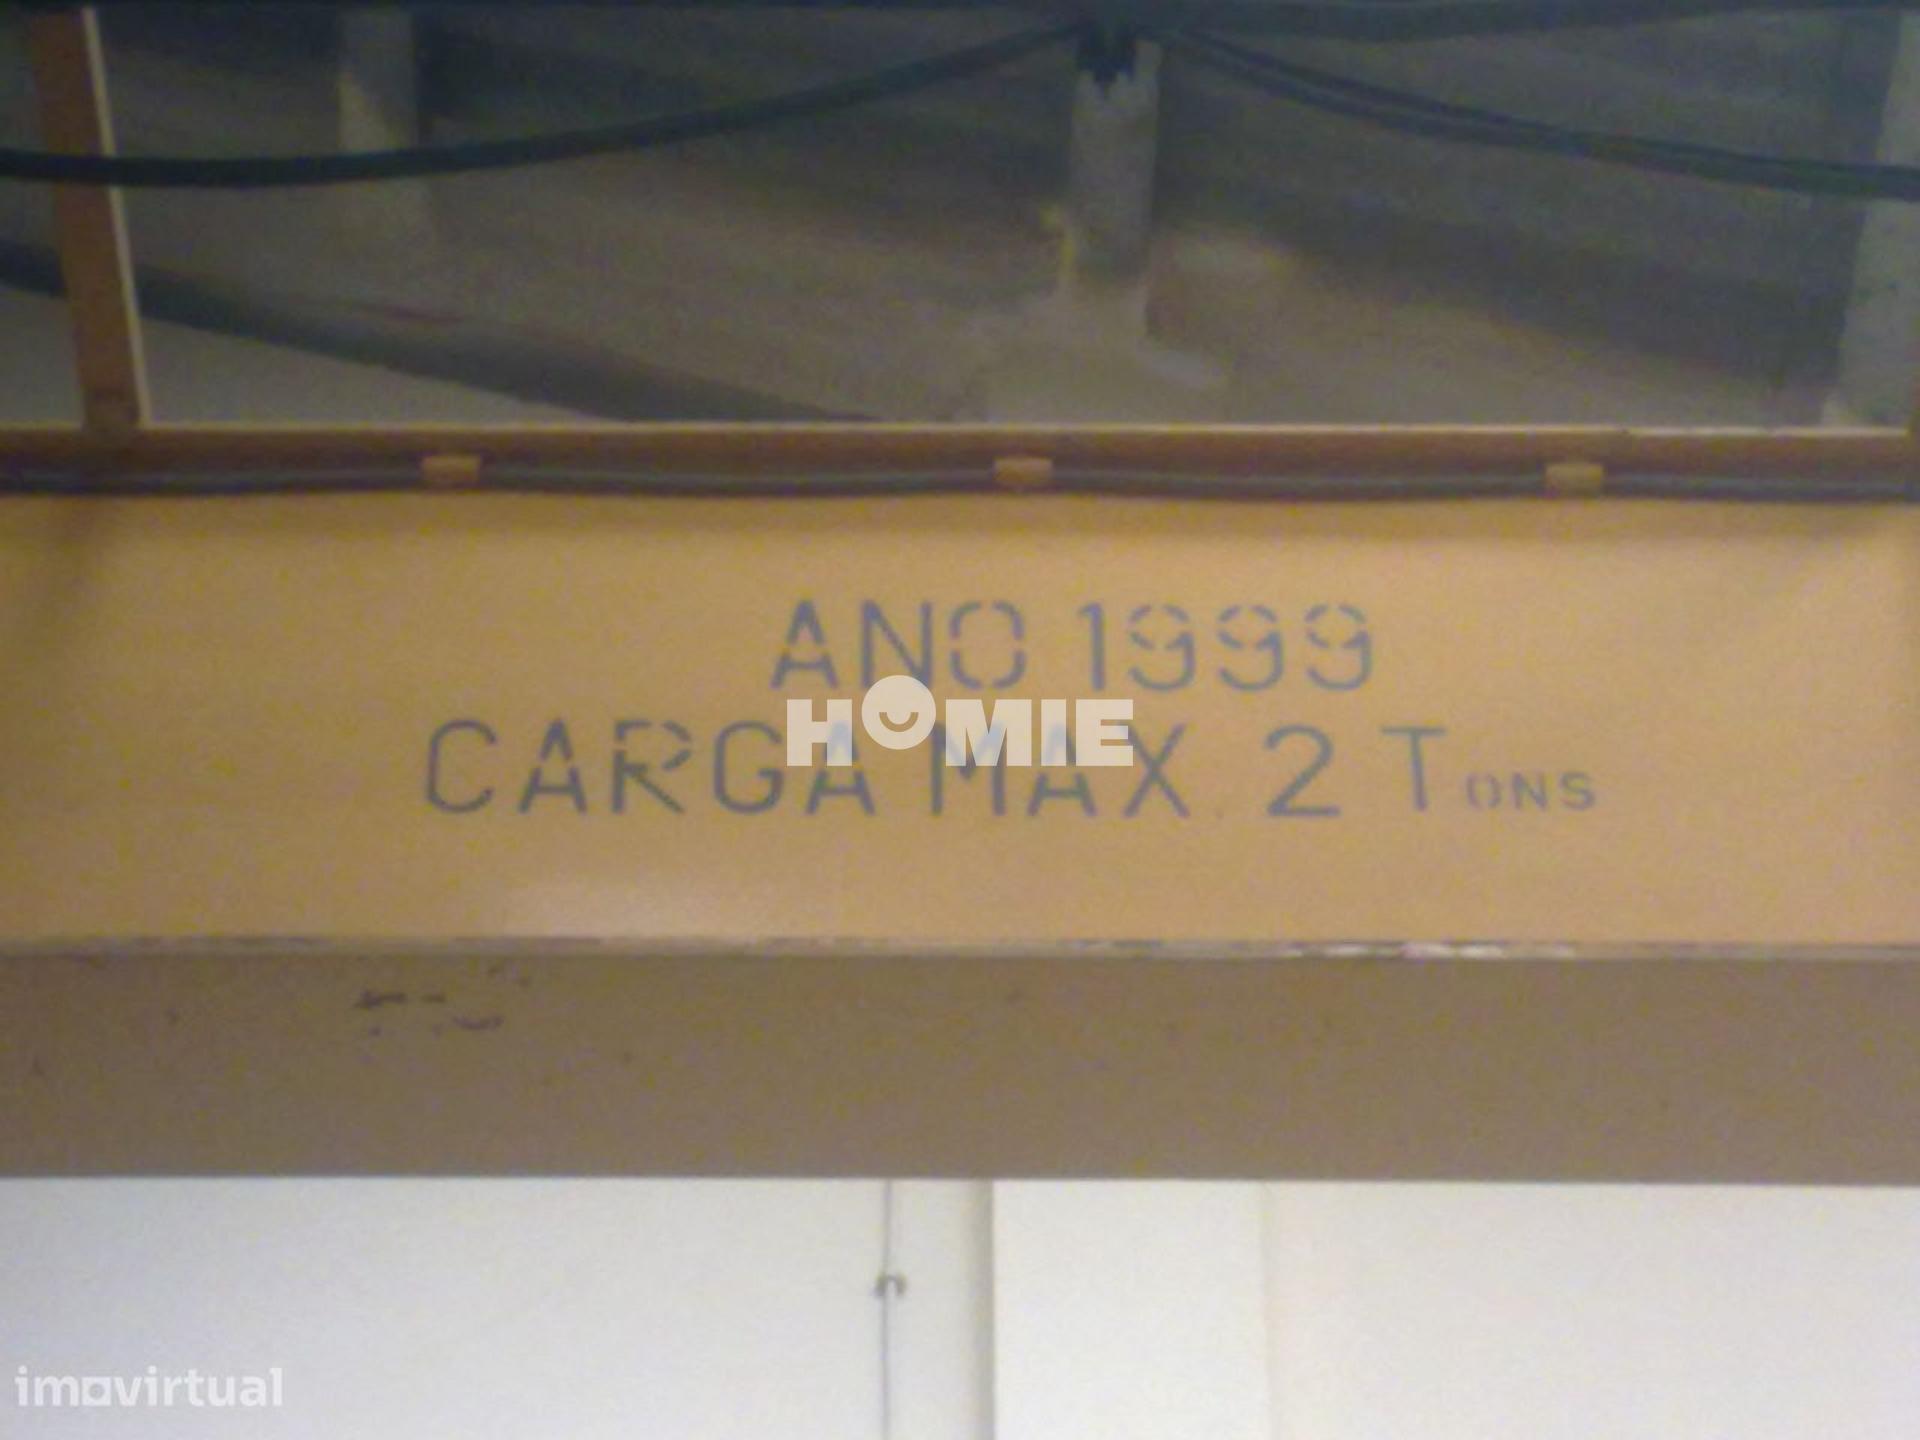 ANO 1999
HOMIE
CARGA MAX. 2 TONS
imovirtual